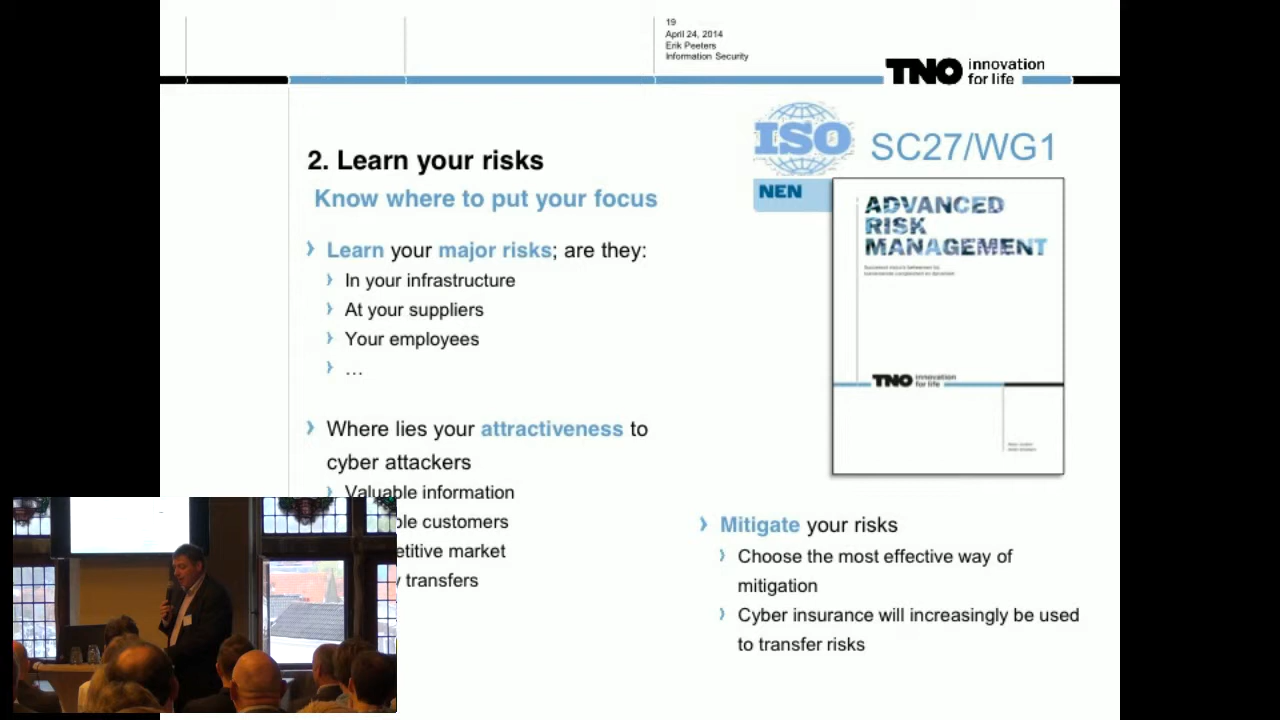 19
April 24, 2014
Erik Peeters
Information Security
TNO innovation
for life
ISO SC27/WG1
NEN
2. Learn your risks
Know where to put your focus
Learn your major risks; are they:
In your infrastructure
At your suppliers
Your employees
…
Where lies your attractiveness to
cyber attackers
Valuable information
ple customers
etitive market
transfers
ADVANCED
RISK
MANAGEMENT
TNO innovation
for life
Mitigate your risks
Choose the most effective way of
mitigation
Cyber insurance will increasingly be used
to transfer risks